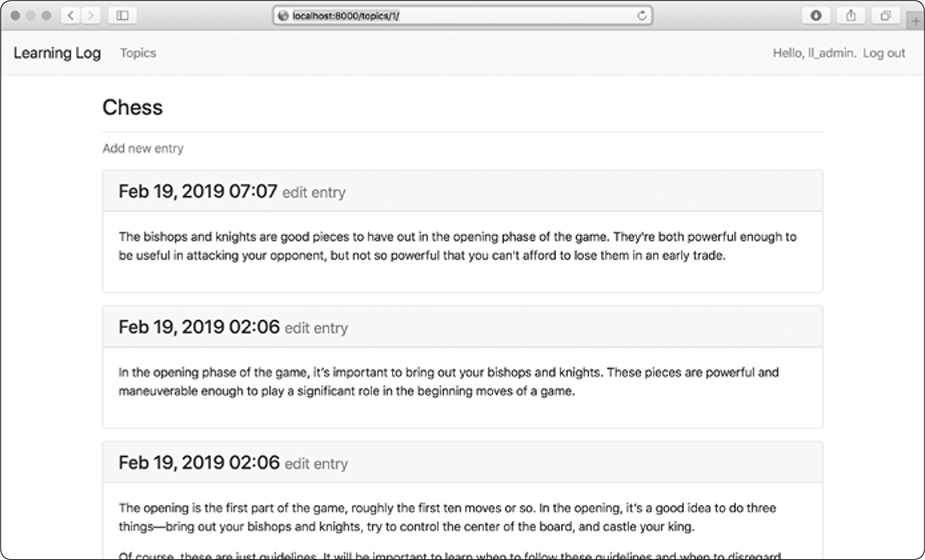 localhost:8000/topics/1/
Learning Log Topics Hello, ll_admin. Log out
Chess
Add new entry
Feb 19, 2019 07:07 edit entry
The bishops and knights are good pieces to have out in the opening phase of the game. They're both powerful enough to
be useful in attacking your opponent, but not so powerful that you can't afford to lose them in an early trade.
Feb 19, 2019 02:06 edit entry
In the opening phase of the game, it’s important to bring out your bishops and knights. These pieces are powerful and
maneuverable enough to play a significant role in the beginning moves of a game.
Feb 19, 2019 02:06 edit entry
The opening is the first part of the game, roughly the first ten moves or so. In the opening, it’s a good idea to do three
things—bring out your bishops and knights, try to control the center of the board, and castle your king.
Of course, these are just guidelines. It will be important to learn when to follow these guidelines and when to disregard